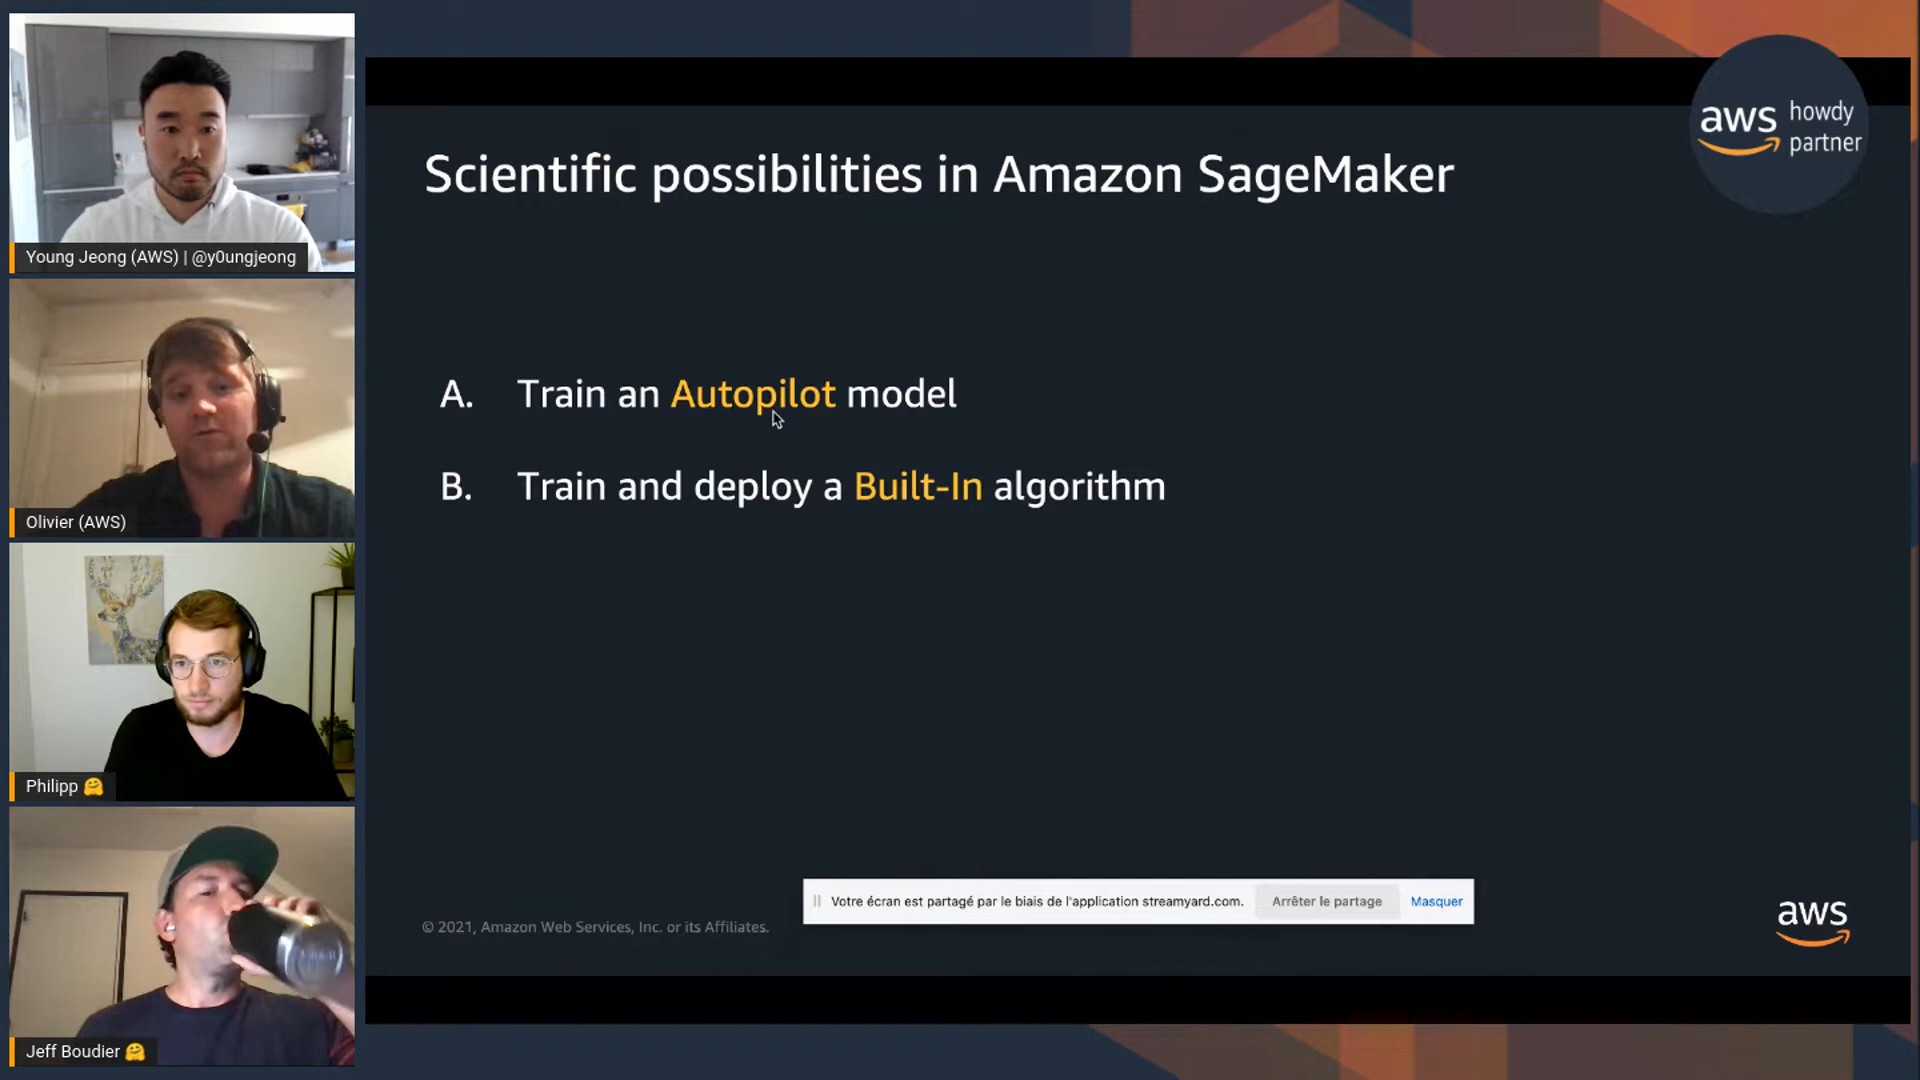 Young Jeong (AWS) | @y0ungjeong
Olivier (AWS)
Philipp 🤗
Jeff Boudier 🤗
aws howdy partner
Scientific possibilities in Amazon SageMaker
A. Train an Autopilot model
B. Train and deploy a Built-In algorithm
Votre écran est partagé par le biais de l'application streamyard.com. Arrêter le partage Masquer
© 2021, Amazon Web Services, Inc. or its Affiliates.
aws